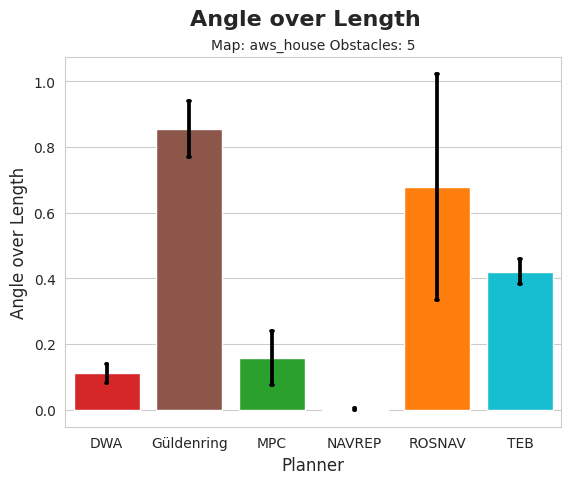 Angle over Length
Map: aws_house Obstacles: 5
Angle over Length
1.0
0.8
0.6
0.4
0.2
0.0
DWA Güldenring MPC NAVREP ROSNAV TEB
Planner